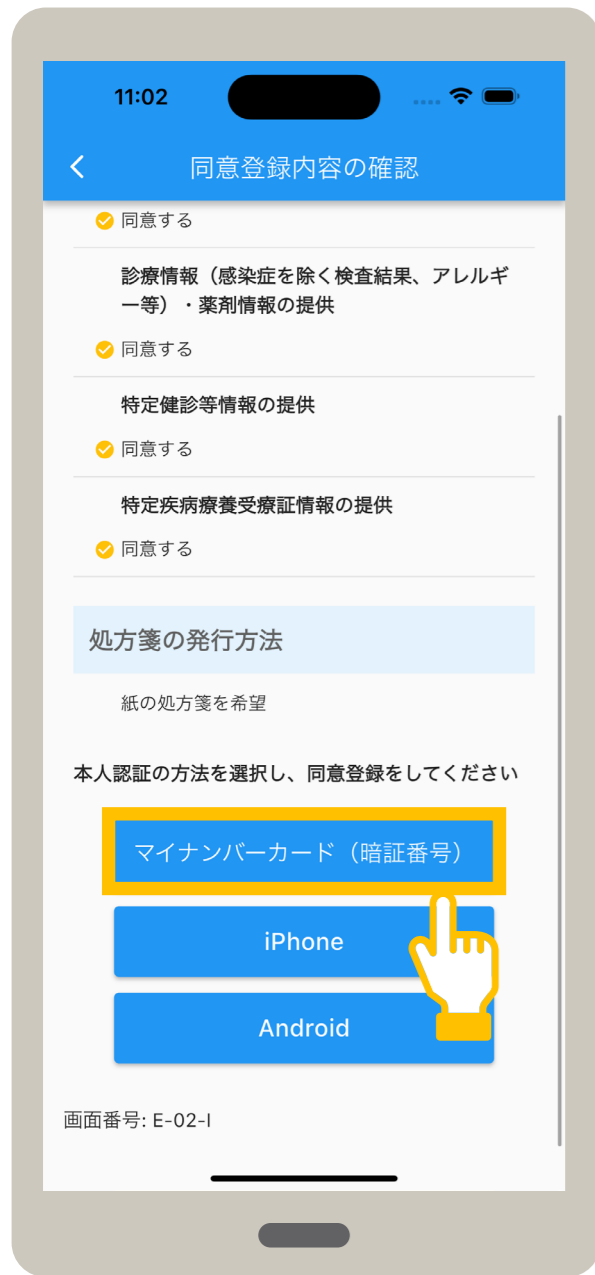 11:02
同意登録内容の確認
同意する
診療情報（感染症を除く検査結果、アレルギ
ー等）・薬剤情報の提供
同意する
特定健診等情報の提供
同意する
特定疾病療養受療証情報の提供
同意する
処方箋の発行方法
紙の処方箋を希望
本人認証の方法を選択し、同意登録をしてください
マイナンバーカード（暗証番号）
iPhone
Android
画面番号: E-02-I